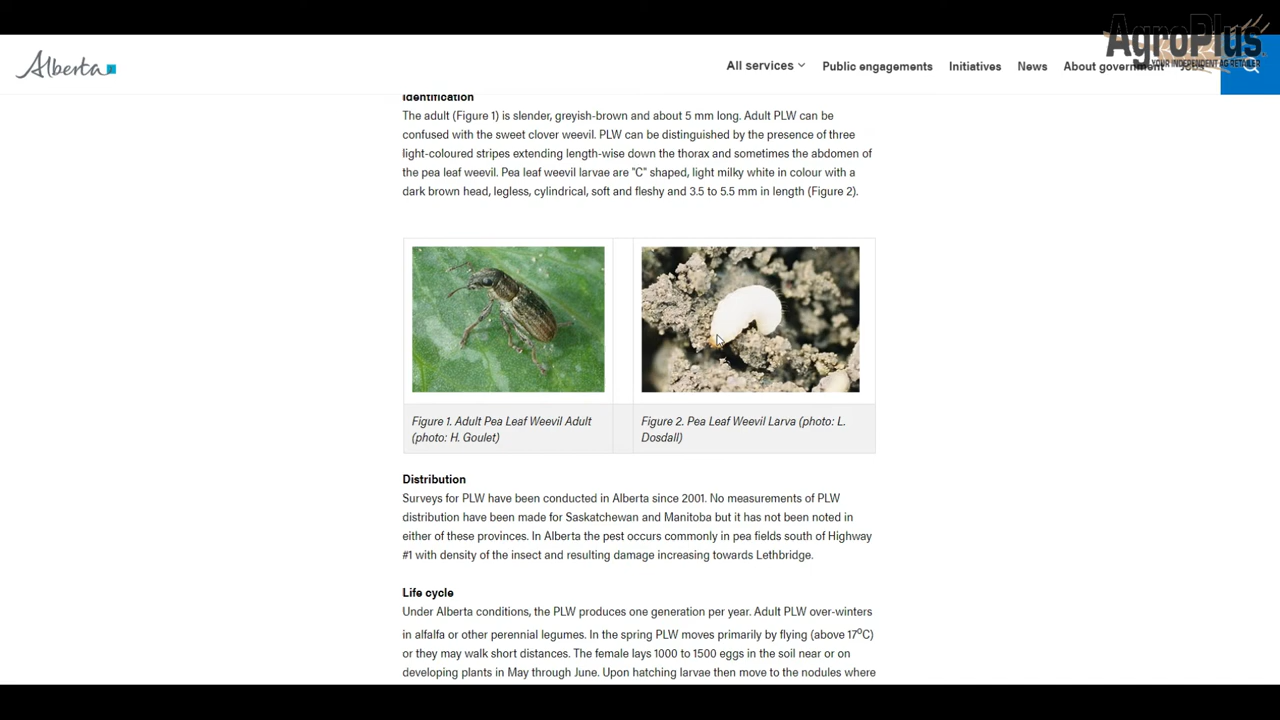 Alberta
All services
Public engagements
Initiatives
News
About government
Jobs
AgroPlus
YOUR INDEPENDENT AG RETAILER
Identification
The adult (Figure 1) is slender, greyish-brown and about 5 mm long. Adult PLW can be
confused with the sweet clover weevil. PLW can be distinguished by the presence of three
light-coloured stripes extending length-wise down the thorax and sometimes the abdomen of
the pea leaf weevil. Pea leaf weevil larvae are "C" shaped, light milky white in colour with a
dark brown head, legless, cylindrical, soft and fleshy and 3.5 to 5.5 mm in length (Figure 2).
Figure 1. Adult Pea Leaf Weevil Adult
(photo: H. Goulet)
Figure 2. Pea Leaf Weevil Larva (photo: L.
Dosdall)
Distribution
Surveys for PLW have been conducted in Alberta since 2001. No measurements of PLW
distribution have been made for Saskatchewan and Manitoba but it has not been noted in
either of these provinces. In Alberta the pest occurs commonly in pea fields south of Highway
#1 with density of the insect and resulting damage increasing towards Lethbridge.
Life cycle
Under Alberta conditions, the PLW produces one generation per year. Adult PLW over-winters
in alfalfa or other perennial legumes. In the spring PLW moves primarily by flying (above 17ºC)
or they may walk short distances. The female lays 1000 to 1500 eggs in the soil near or on
developing plants in May through June. Upon hatching larvae then move to the nodules where